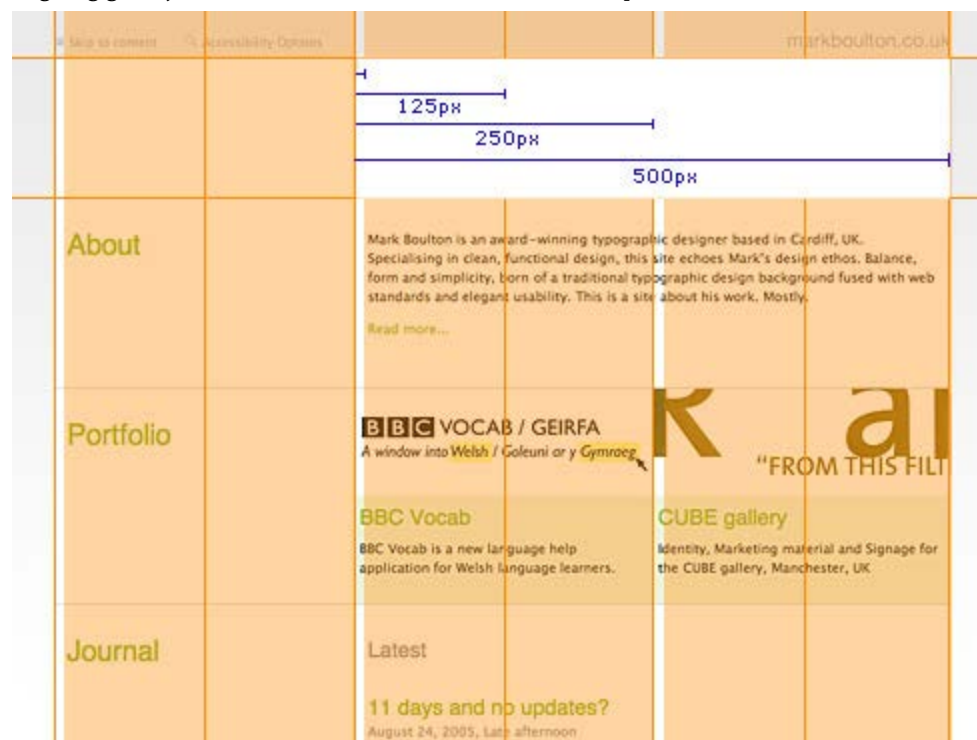 Skip to content Accessibility Options markboulton.co.uk
125px
250px
500px
About
Mark Boulton is an award-winning typographic designer based in Cardiff, UK.
Specialising in clean, functional design, this site echoes Mark's design ethos. Balance,
form and simplicity, born of a traditional typographic design background fused with web
standards and elegant usability. This is a site about his work. Mostly.
Read more...
Portfolio
BBC VOCAB / GEIRFA
A window into Welsh / Goleuni ar y Gymraeg
"FROM THIS FILT
BBC Vocab
BBC Vocab is a new language help
application for Welsh language learners.
CUBE gallery
Identity, Marketing material and Signage for
the CUBE gallery, Manchester, UK
Journal
Latest
11 days and no updates?
August 24, 2005, Late afternoon